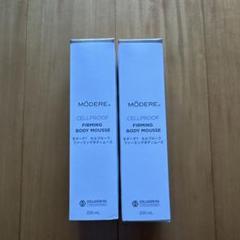 MODERE®
CELLPROOF
FIRMING
BODY MOUSSE
モデーア® セルプルーフ
ファーミングボディムース
200 mL
MODERE®
CELLPROOF
FIRMING
BODY MOUSSE
モデーア® セルプルーフ
ファーミングボディムース
200 mL